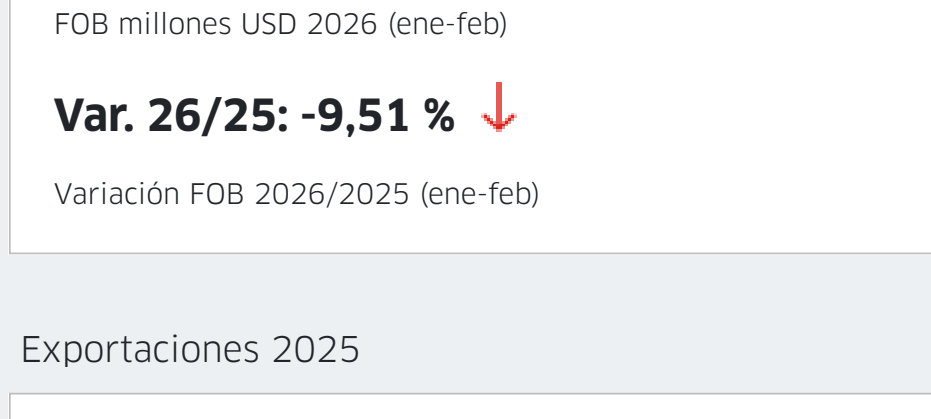 FOB millones USD 2026 (ene-feb)
Var. 26/25: -9,51 %
Variación FOB 2026/2025 (ene-feb)
Exportaciones 2025